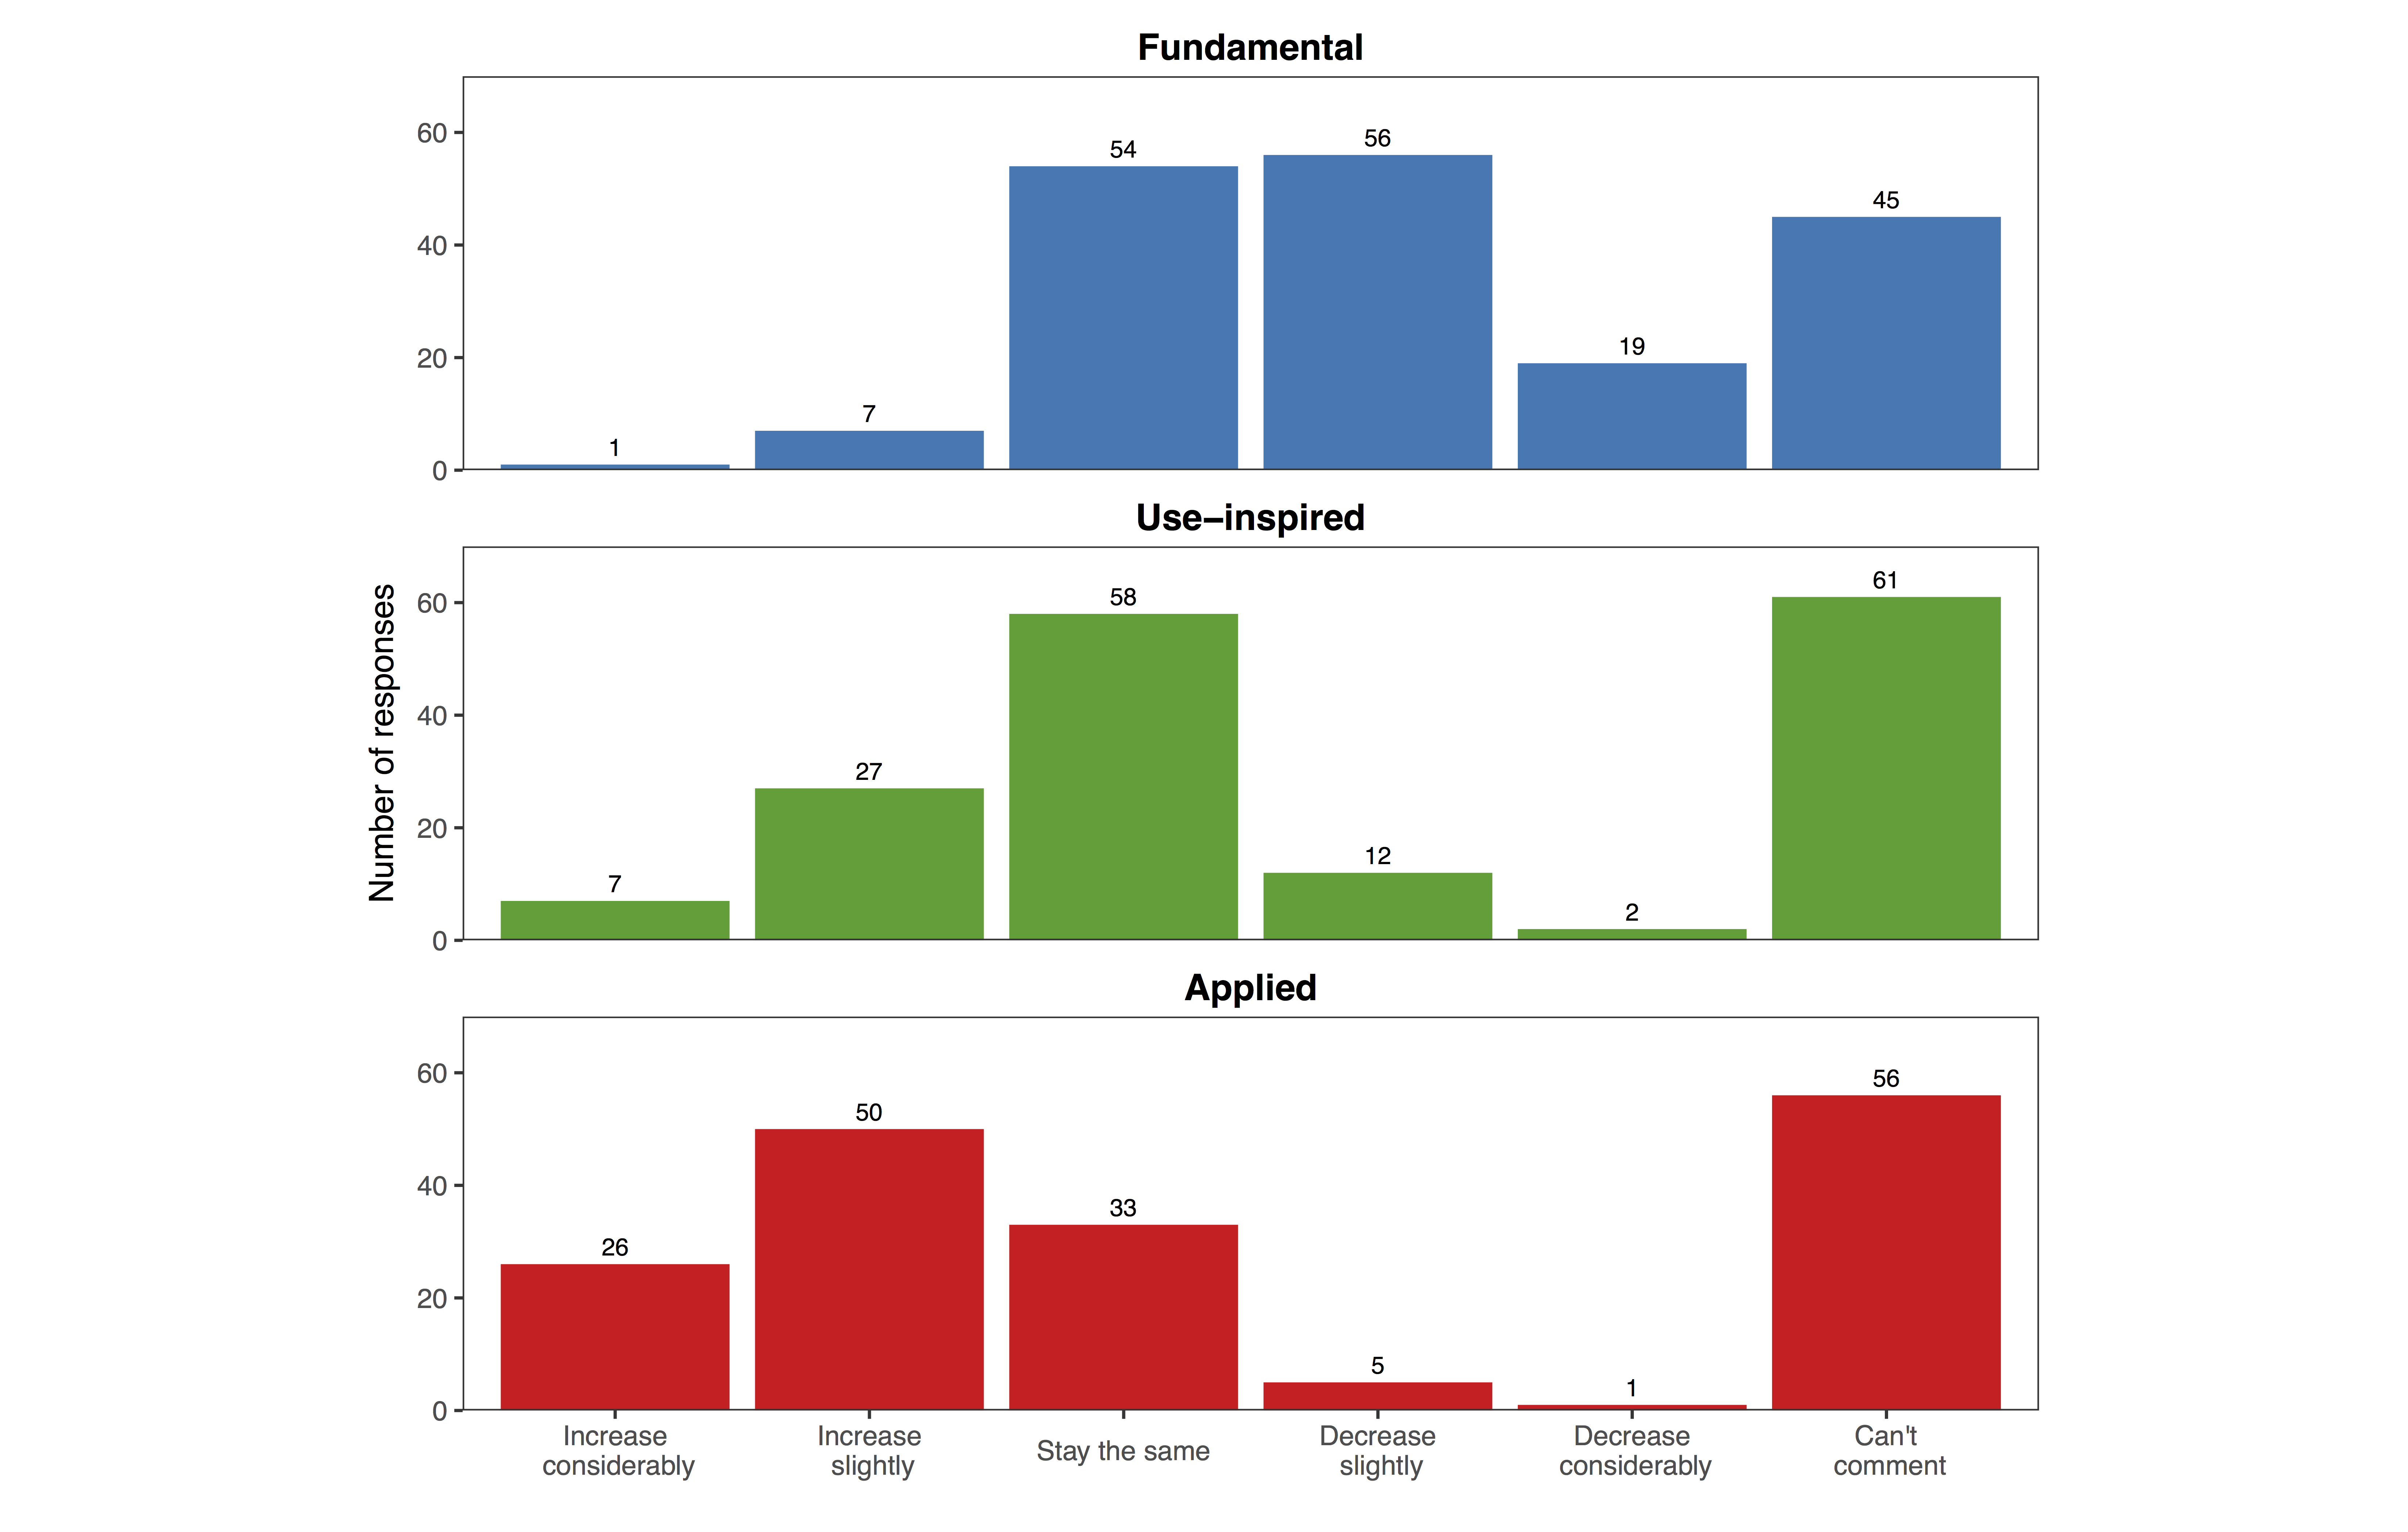 Fundamental
60
40
20
0
1
7
54
56
19
45
Use–inspired
Number of responses
60
40
20
0
7
27
58
12
2
61
Applied
60
40
20
0
26
50
33
5
1
56
Increase
considerably
Increase
slightly
Stay the same
Decrease
slightly
Decrease
considerably
Can't
comment